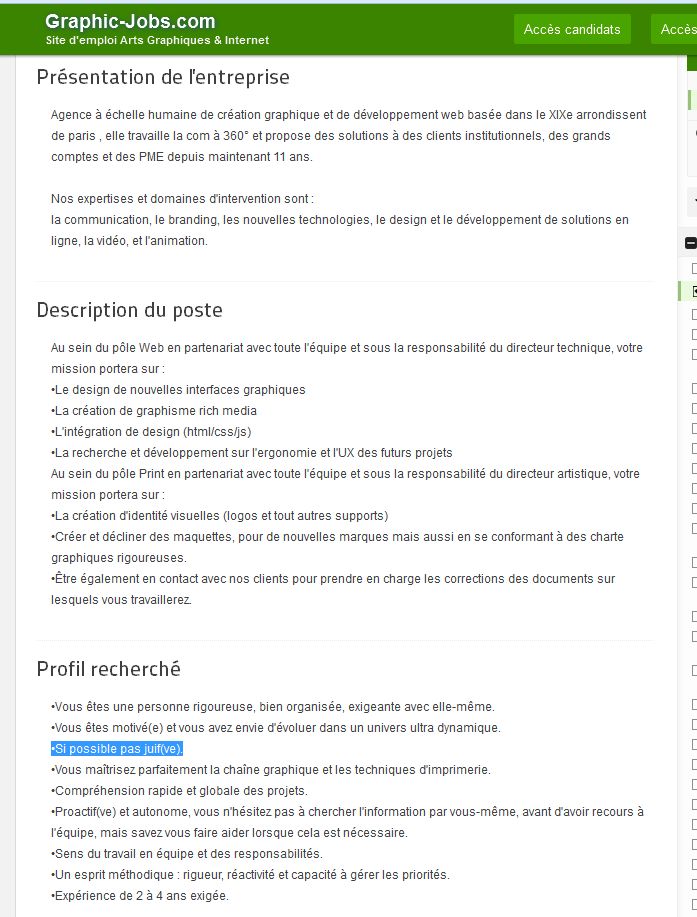 Graphic-Jobs.com
Site d'emploi Arts Graphiques & Internet
Accès candidats
Accès
Présentation de l'entreprise
Agence à échelle humaine de création graphique et de développement web basée dans le XIXe arrondissent
de paris , elle travaille la com à 360° et propose des solutions à des clients institutionnels, des grands
comptes et des PME depuis maintenant 11 ans.
Nos expertises et domaines d'intervention sont :
la communication, le branding, les nouvelles technologies, le design et le développement de solutions en
ligne, la vidéo, et l'animation.
Description du poste
Au sein du pôle Web en partenariat avec toute l'équipe et sous la responsabilité du directeur technique, votre
mission portera sur :
•Le design de nouvelles interfaces graphiques
•La création de graphisme rich media
•L'intégration de design (html/css/js)
•La recherche et développement sur l'ergonomie et l'UX des futurs projets
Au sein du pôle Print en partenariat avec toute l'équipe et sous la responsabilité du directeur artistique, votre
mission portera sur :
•La création d'identité visuelles (logos et tout autres supports)
•Créer et décliner des maquettes, pour de nouvelles marques mais aussi en se conformant à des charte
graphiques rigoureuses.
•Être également en contact avec nos clients pour prendre en charge les corrections des documents sur
lesquels vous travaillerez.
Profil recherché
•Vous êtes une personne rigoureuse, bien organisée, exigeante avec elle-même.
•Vous êtes motivé(e) et vous avez envie d'évoluer dans un univers ultra dynamique.
•Si possible pas juif(ve).
•Vous maîtrisez parfaitement la chaîne graphique et les techniques d'imprimerie.
•Compréhension rapide et globale des projets.
•Proactif(ve) et autonome, vous n'hésitez pas à chercher l'information par vous-même, avant d'avoir recours à
l'équipe, mais savez vous faire aider lorsque cela est nécessaire.
•Sens du travail en équipe et des responsabilités.
•Un esprit méthodique : rigueur, réactivité et capacité à gérer les priorités.
•Expérience de 2 à 4 ans exigée.